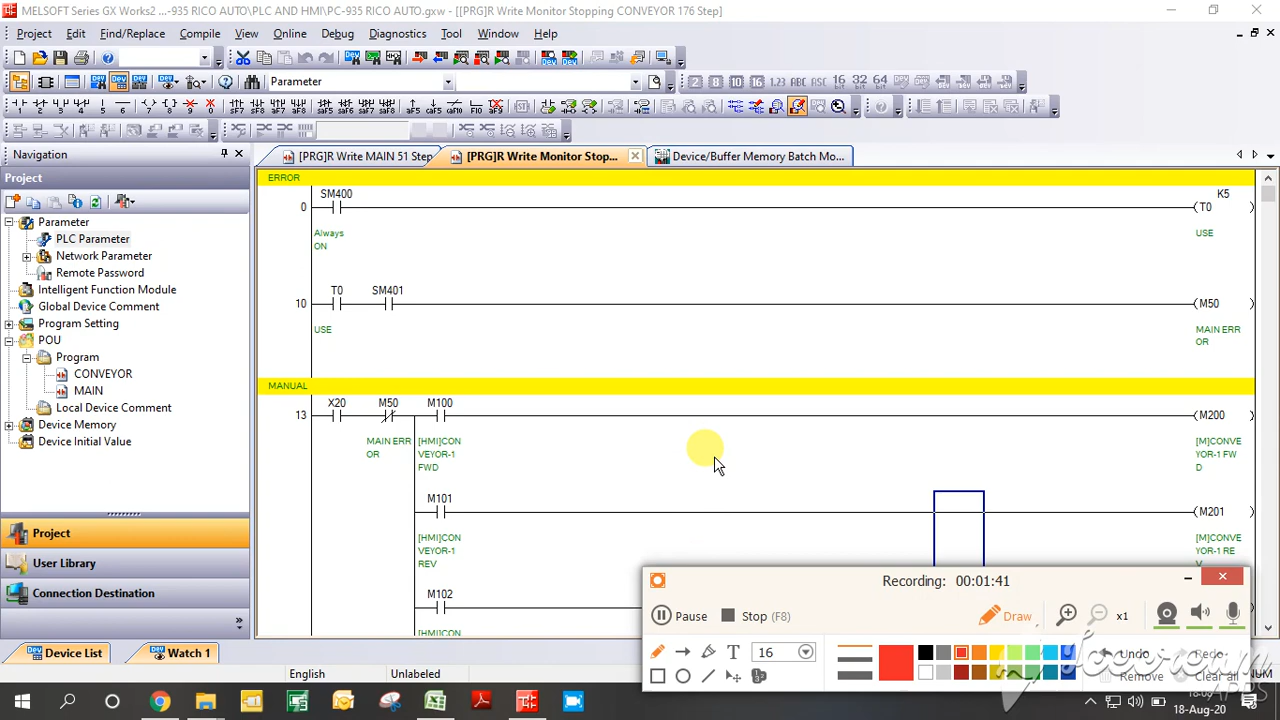 MELSOFT Series GX Works2 ...-935 RICO AUTO\PLC AND HMI\PC-935 RICO AUTO.gxw - [[PRG]R Write Monitor Stopping CONVEYOR 176 Step]
Project Edit Find/Replace Compile View Online Debug Diagnostics Tool Window Help
Parameter
Navigation
[PRG]R Write MAIN 51 Step
[PRG]R Write Monitor Stop...
Device/Buffer Memory Batch Mo...
Project
Parameter
PLC Parameter
Network Parameter
Remote Password
Intelligent Function Module
Global Device Comment
Program Setting
POU
Program
CONVEYOR
MAIN
Local Device Comment
Device Memory
Device Initial Value
Project
User Library
Connection Destination
Device List
Watch 1
ERROR
SM400 K5
0 T0
Always
ON
USE
T0 SM401
10 M50
USE
MAIN ERR
OR
MANUAL
X20 M50 M100
13 M200
MAIN ERR
OR
[HMI]CON
VEYOR-1
FWD
[M]CONVE
YOR-1 FW
D
M101
M201
[HMI]CON
VEYOR-1
REV
[M]CONVE
YOR-1 RE
V
M102
[HMI]CON
Recording: 00:01:41
Pause Stop (F8) Draw x1
16
Undo Redo
Remove Clear all
English Unlabeled
NUM
18-Aug-20